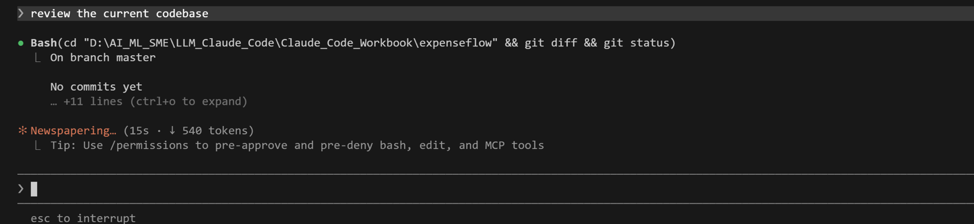 ❯ review the current codebase
● Bash(cd "D:\AI_ML_SME\LLM_Claude_Code\Claude_Code_Workbook\expenseflow" && git diff && git status)
⎿ On branch master
No commits yet
… +11 lines (ctrl+o to expand)
✻ Newspapering… (15s · ↓ 540 tokens)
⎿ Tip: Use /permissions to pre-approve and pre-deny bash, edit, and MCP tools
❯
esc to interrupt